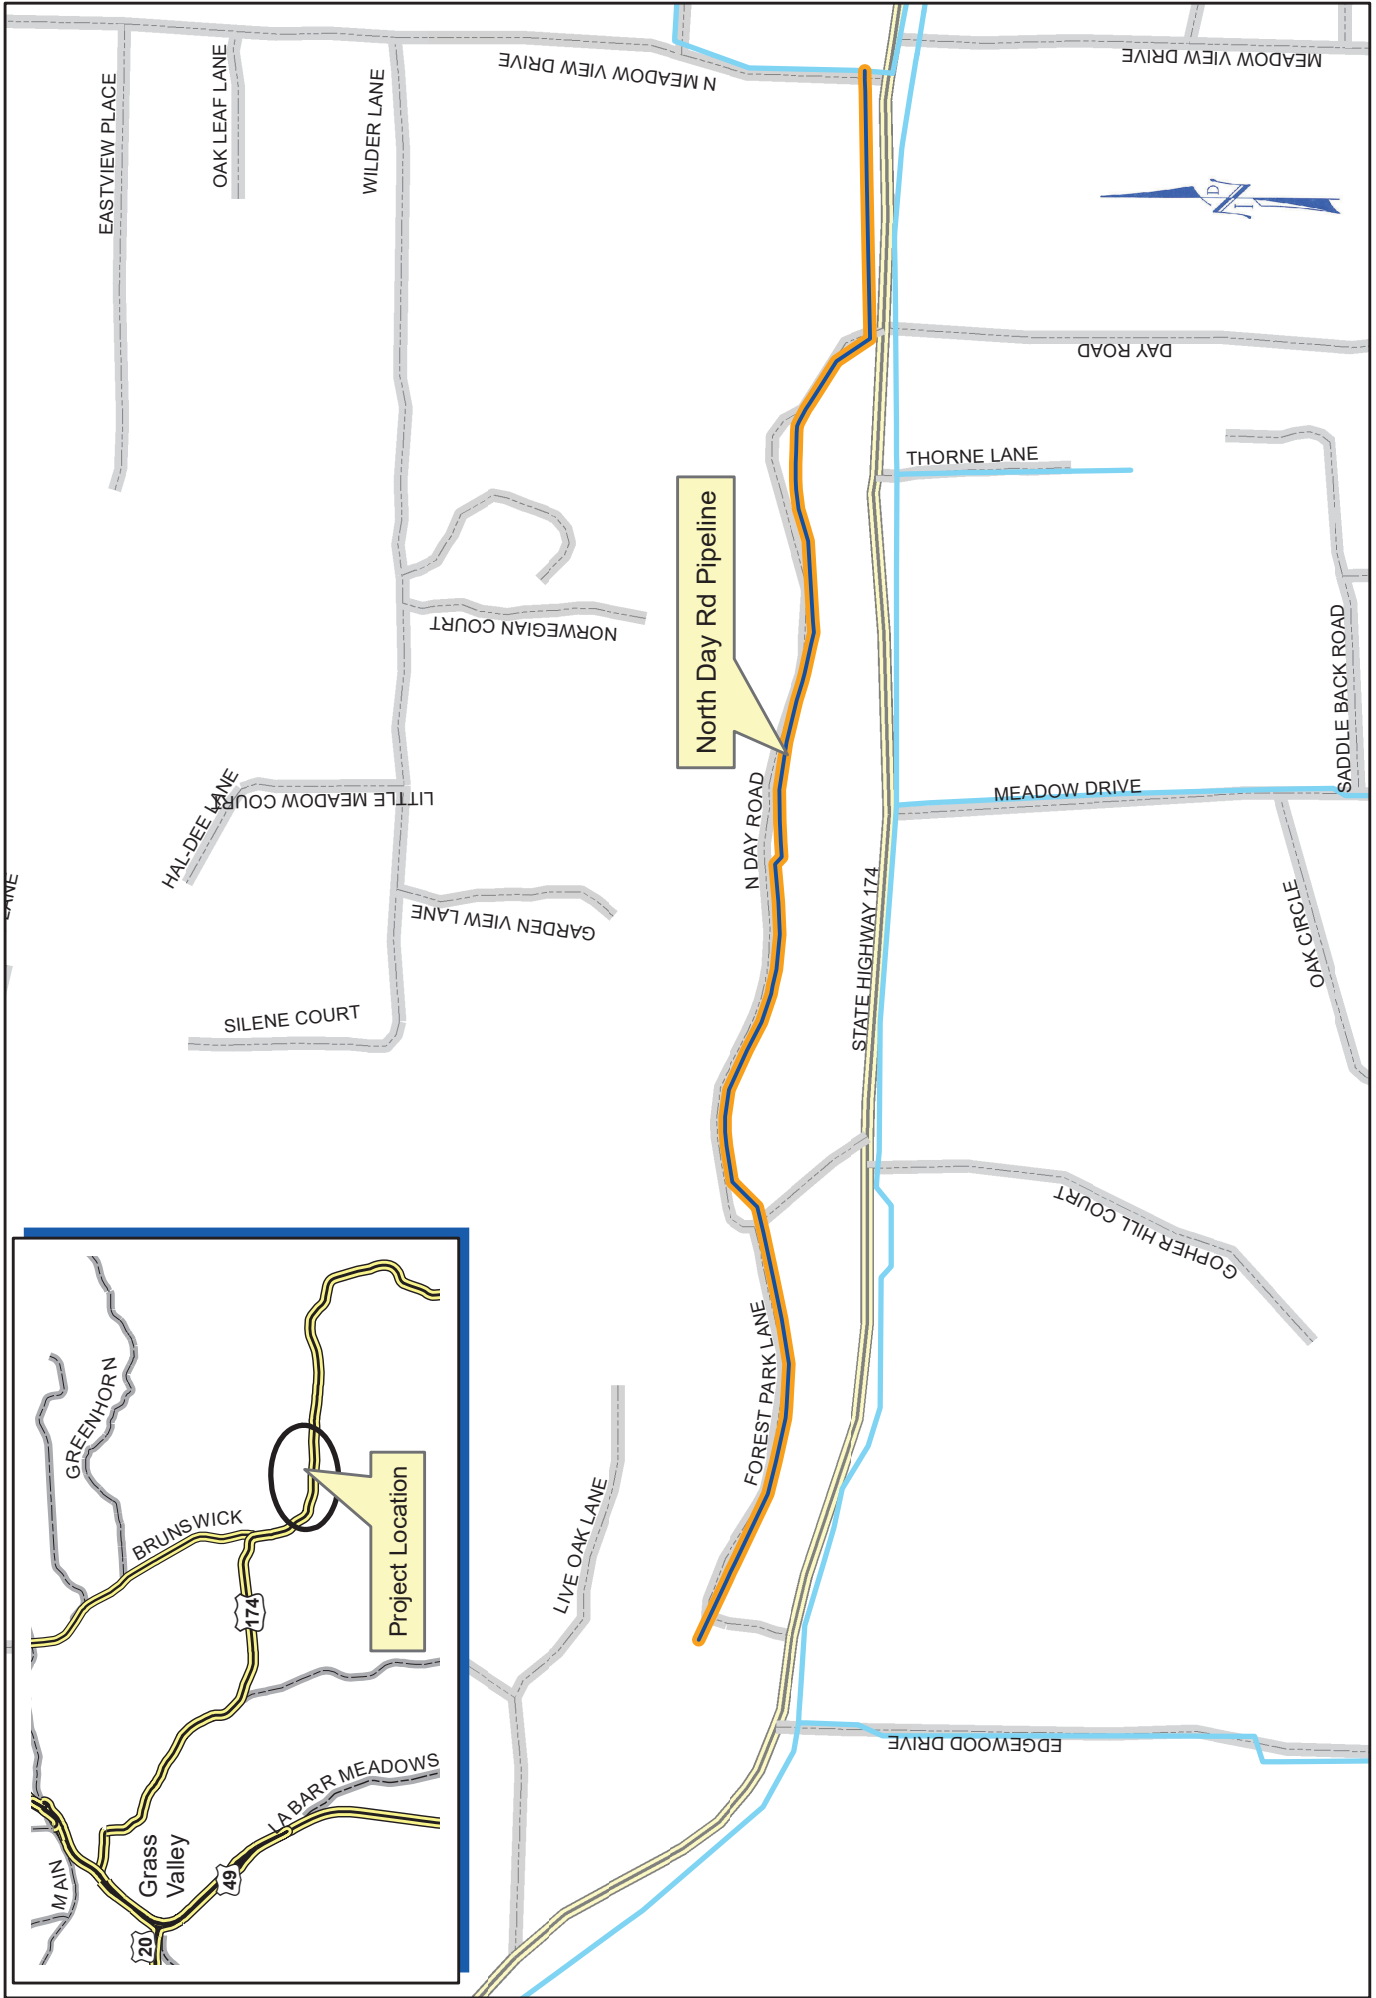 EASTVIEW PLACE
OAK LEAF LANE
WILDER LANE
N MEADOW VIEW DRIVE
MEADOW VIEW DRIVE
NID
DAY ROAD
THORNE LANE
NORWEGIAN COURT
North Day Rd Pipeline
SADDLE BACK ROAD
HAL-DEE LANE
LITTLE MEADOW COURT
N DAY ROAD
MEADOW DRIVE
LANE
GARDEN VIEW LANE
STATE HIGHWAY 174
OAK CIRCLE
SILENE COURT
GOPHER HILL COURT
FOREST PARK LANE
LIVE OAK LANE
EDGEWOOD DRIVE
GREENHORN
BRUNSWICK
Project Location
174
LA BARR MEADOWS
MAIN
Grass
Valley
49
20